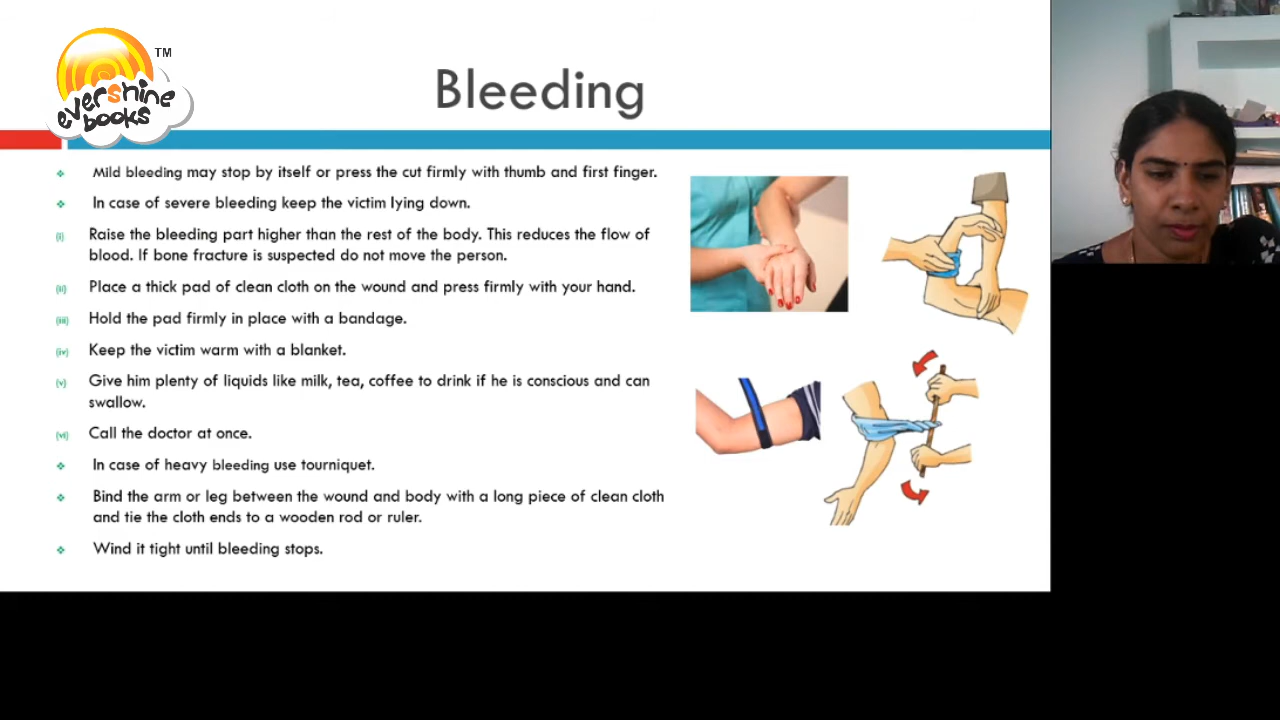 evershine
books
TM
Bleeding
❖ Mild bleeding may stop by itself or press the cut firmly with thumb and first finger.
❖ In case of severe bleeding keep the victim lying down.
(i) Raise the bleeding part higher than the rest of the body. This reduces the flow of
blood. If bone fracture is suspected do not move the person.
(ii) Place a thick pad of clean cloth on the wound and press firmly with your hand.
(iii) Hold the pad firmly in place with a bandage.
(iv) Keep the victim warm with a blanket.
(v) Give him plenty of liquids like milk, tea, coffee to drink if he is conscious and can
swallow.
(vi) Call the doctor at once.
❖ In case of heavy bleeding use tourniquet.
❖ Bind the arm or leg between the wound and body with a long piece of clean cloth
and tie the cloth ends to a wooden rod or ruler.
❖ Wind it tight until bleeding stops.